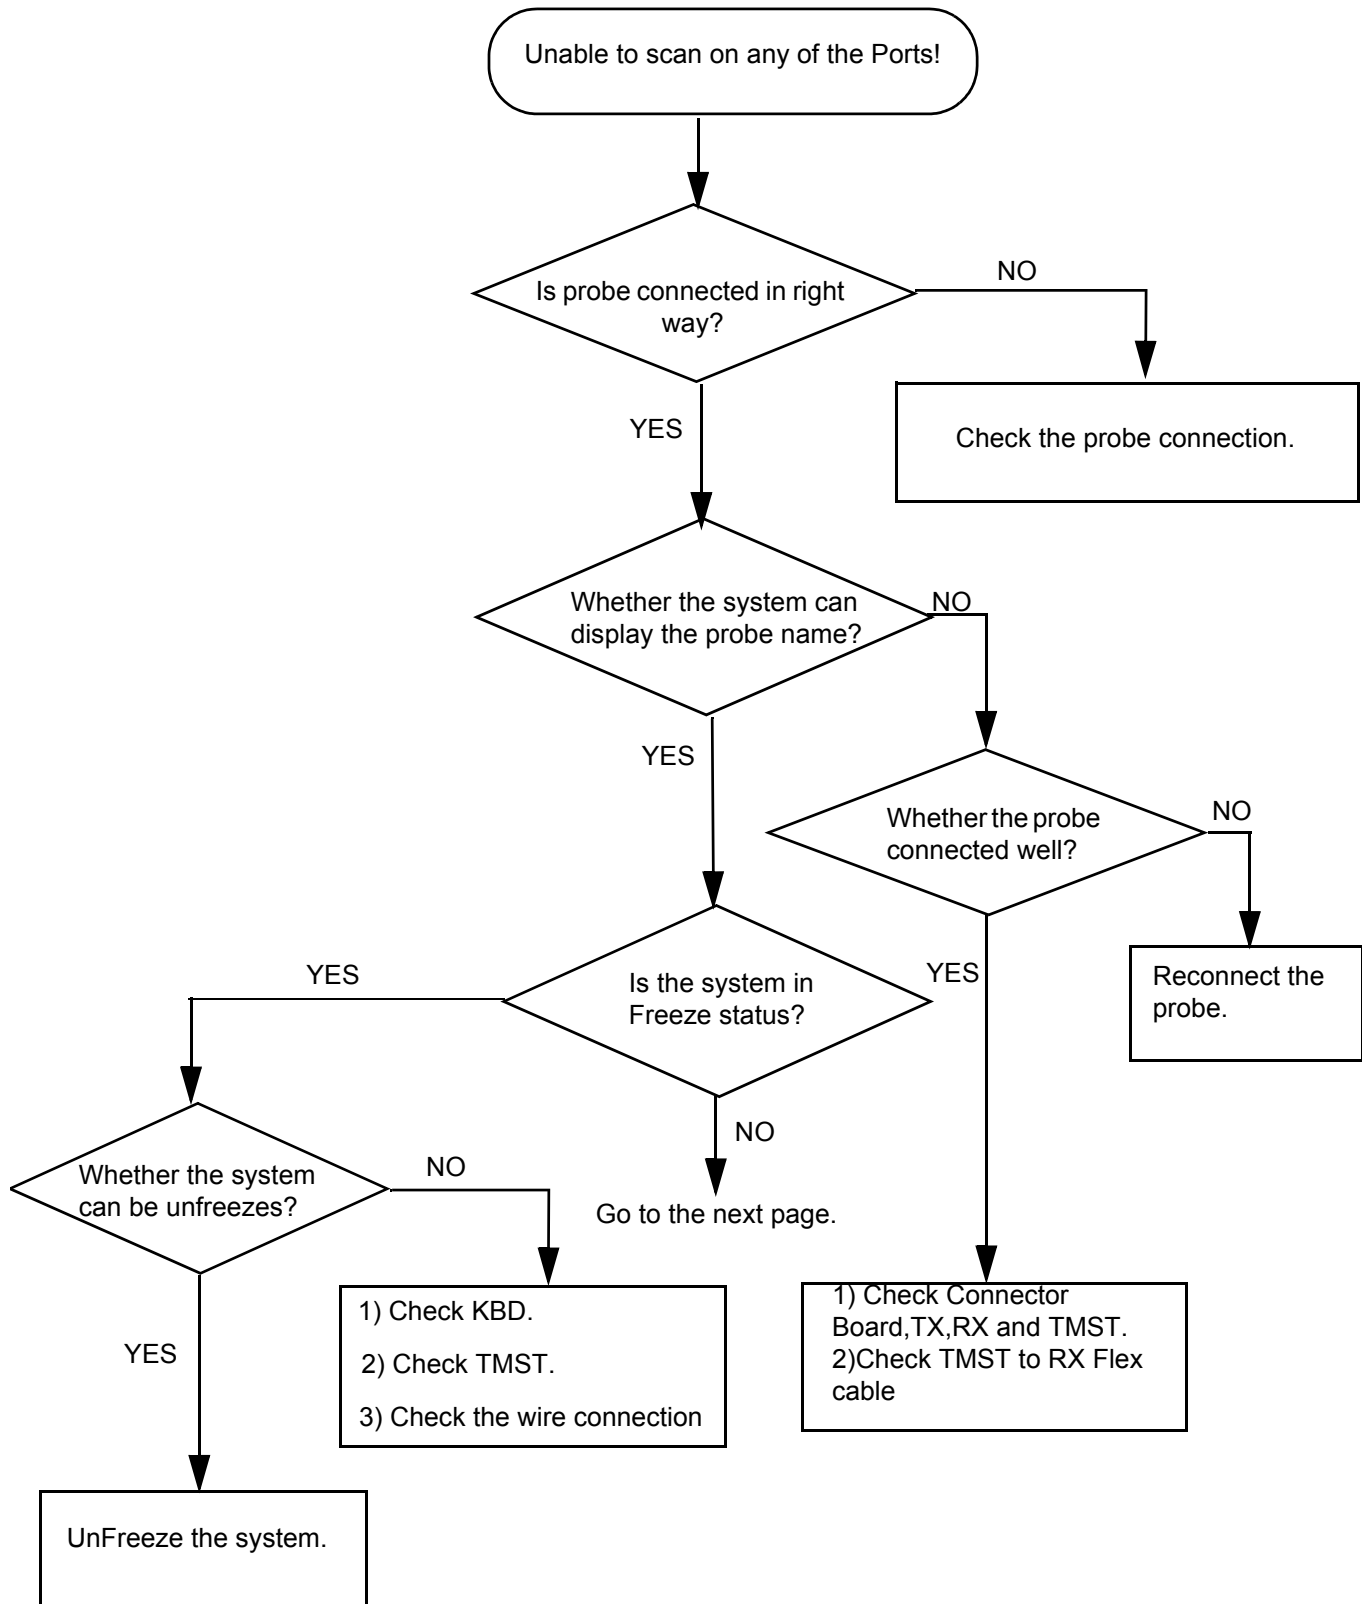 Unable to scan on any of the Ports!
Is probe connected in right
way?
NO
Check the probe connection.
YES
Whether the system can
display the probe name?
NO
YES
Whether the probe
connected well?
NO
Reconnect the
probe.
YES
Is the system in
Freeze status?
YES
NO
Go to the next page.
Whether the system
can be unfreezes?
NO
1) Check KBD.
2) Check TMST.
3) Check the wire connection
1) Check Connector
Board,TX,RX and TMST.
2)Check TMST to RX Flex
cable
YES
UnFreeze the system.